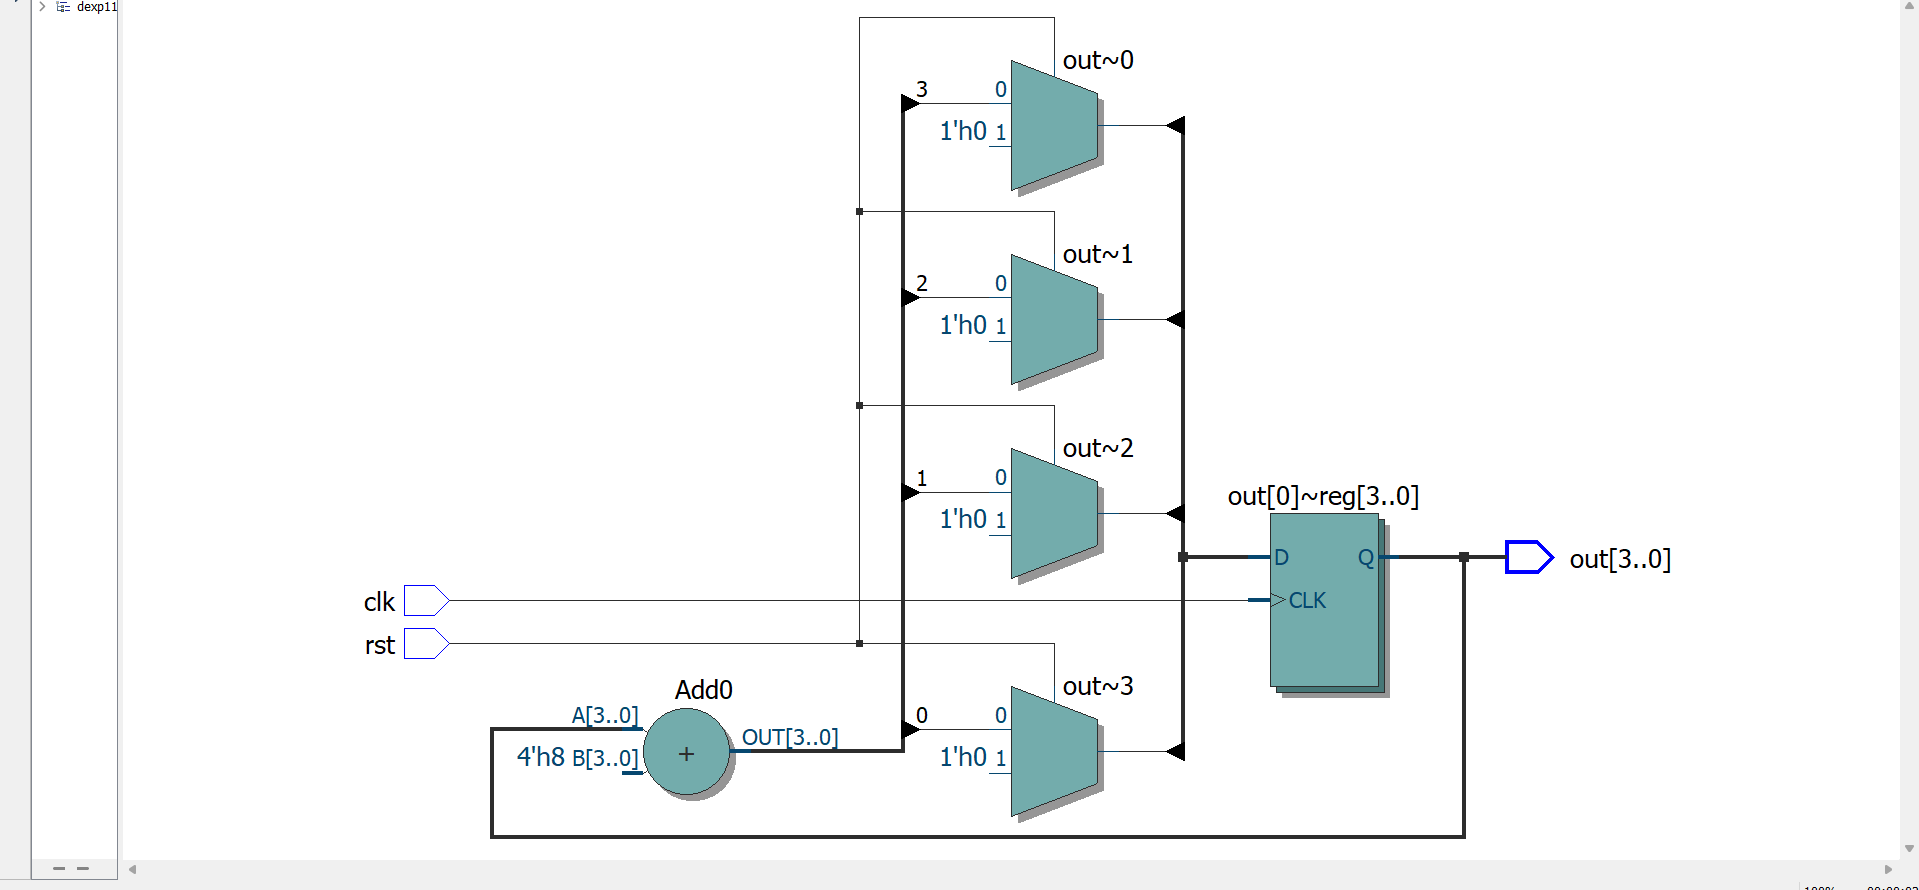 dexp11
out~0
3
0
1'h0 1
out~1
2
0
1'h0 1
out~2
1
0
1'h0 1
out[0]~reg[3..0]
D
Q
out[3..0]
clk
CLK
rst
Add0
out~3
A[3..0]
0
0
OUT[3..0]
4'h8 B[3..0]
+
1'h0 1